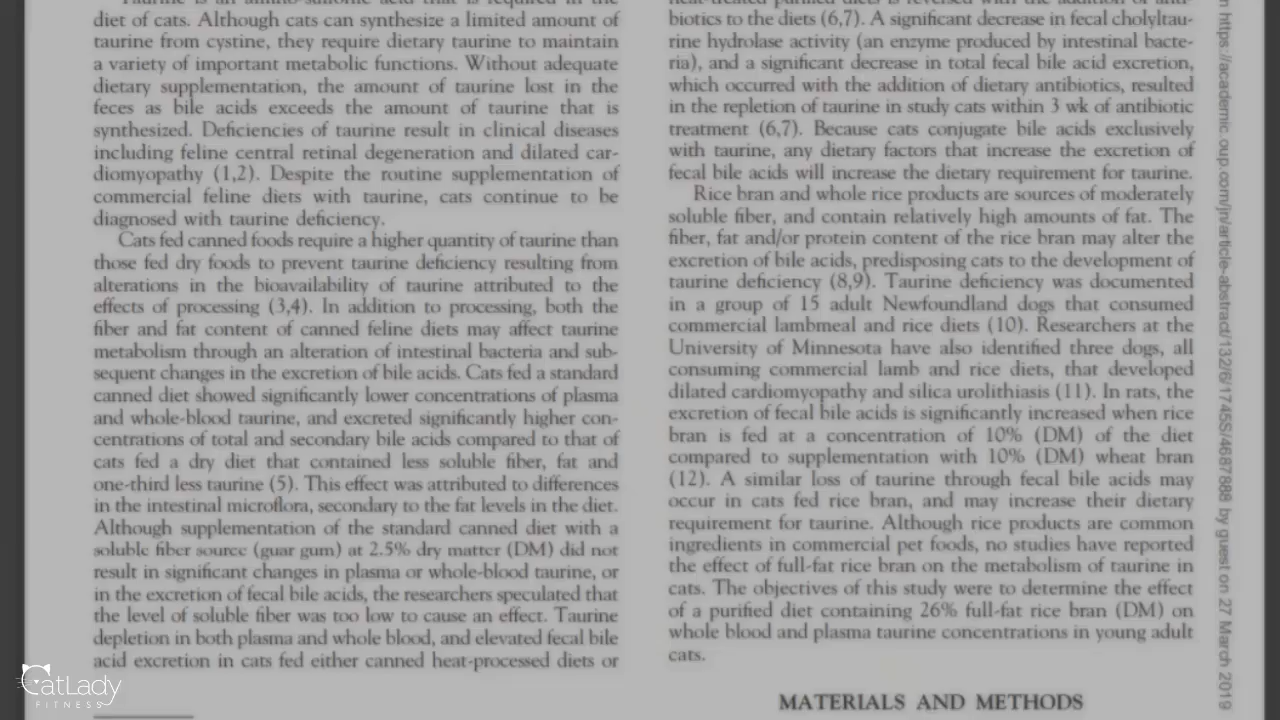 diet of cats. Although cats can synthesize a limited amount of
taurine from cystine, they require dietary taurine to maintain
a variety of important metabolic functions. Without adequate
dietary supplementation, the amount of taurine lost in the
feces as bile acids exceeds the amount of taurine that is
synthesized. Deficiencies of taurine result in clinical diseases
including feline central retinal degeneration and dilated car-
diomyopathy (1,2). Despite the routine supplementation of
commercial feline diets with taurine, cats continue to be
diagnosed with taurine deficiency.
Cats fed canned foods require a higher quantity of taurine than
those fed dry foods to prevent taurine deficiency resulting from
alterations in the bioavailability of taurine attributed to the
effects of processing (3,4). In addition to processing, both the
fiber and fat content of canned feline diets may affect taurine
metabolism through an alteration of intestinal bacteria and sub-
sequent changes in the excretion of bile acids. Cats fed a standard
canned diet showed significantly lower concentrations of plasma
and whole-blood taurine, and excreted significantly higher con-
centrations of total and secondary bile acids compared to that of
cats fed a dry diet that contained less soluble fiber, fat and
one-third less taurine (5). This effect was attributed to differences
in the intestinal microflora, secondary to the fat levels in the diet.
Although supplementation of the standard canned diet with a
soluble fiber source (guar gum) at 2.5% dry matter (DM) did not
result in significant changes in plasma or whole-blood taurine, or
in the excretion of fecal bile acids, the researchers speculated that
the level of soluble fiber was too low to cause an effect. Taurine
depletion in both plasma and whole blood, and elevated fecal bile
acid excretion in cats fed either canned heat-processed diets or
biotics to the diets (6,7). A significant decrease in fecal cholyltau-
rine hydrolase activity (an enzyme produced by intestinal bacte-
ria), and a significant decrease in total fecal bile acid excretion,
which occurred with the addition of dietary antibiotics, resulted
in the repletion of taurine in study cats within 3 wk of antibiotic
treatment (6,7). Because cats conjugate bile acids exclusively
with taurine, any dietary factors that increase the excretion of
fecal bile acids will increase the dietary requirement for taurine.
Rice bran and whole rice products are sources of moderately
soluble fiber, and contain relatively high amounts of fat. The
fiber, fat and/or protein content of the rice bran may alter the
excretion of bile acids, predisposing cats to the development of
taurine deficiency (8,9). Taurine deficiency was documented
in a group of 15 adult Newfoundland dogs that consumed
commercial lambmeal and rice diets (10). Researchers at the
University of Minnesota have also identified three dogs, all
consuming commercial lamb and rice diets, that developed
dilated cardiomyopathy and silica urolithiasis (11). In rats, the
excretion of fecal bile acids is significantly increased when rice
bran is fed at a concentration of 10% (DM) of the diet
compared to supplementation with 10% (DM) wheat bran
(12). A similar loss of taurine through fecal bile acids may
occur in cats fed rice bran, and may increase their dietary
requirement for taurine. Although rice products are common
ingredients in commercial pet foods, no studies have reported
the effect of full-fat rice bran on the metabolism of taurine in
cats. The objectives of this study were to determine the effect
of a purified diet containing 26% full-fat rice bran (DM) on
whole blood and plasma taurine concentrations in young adult
cats.
MATERIALS AND METHODS
https://academic.oup.com/jn/article-abstract/132/6/1745S/4687888 by guest on 27 March 2019
CatLady
FITNESS